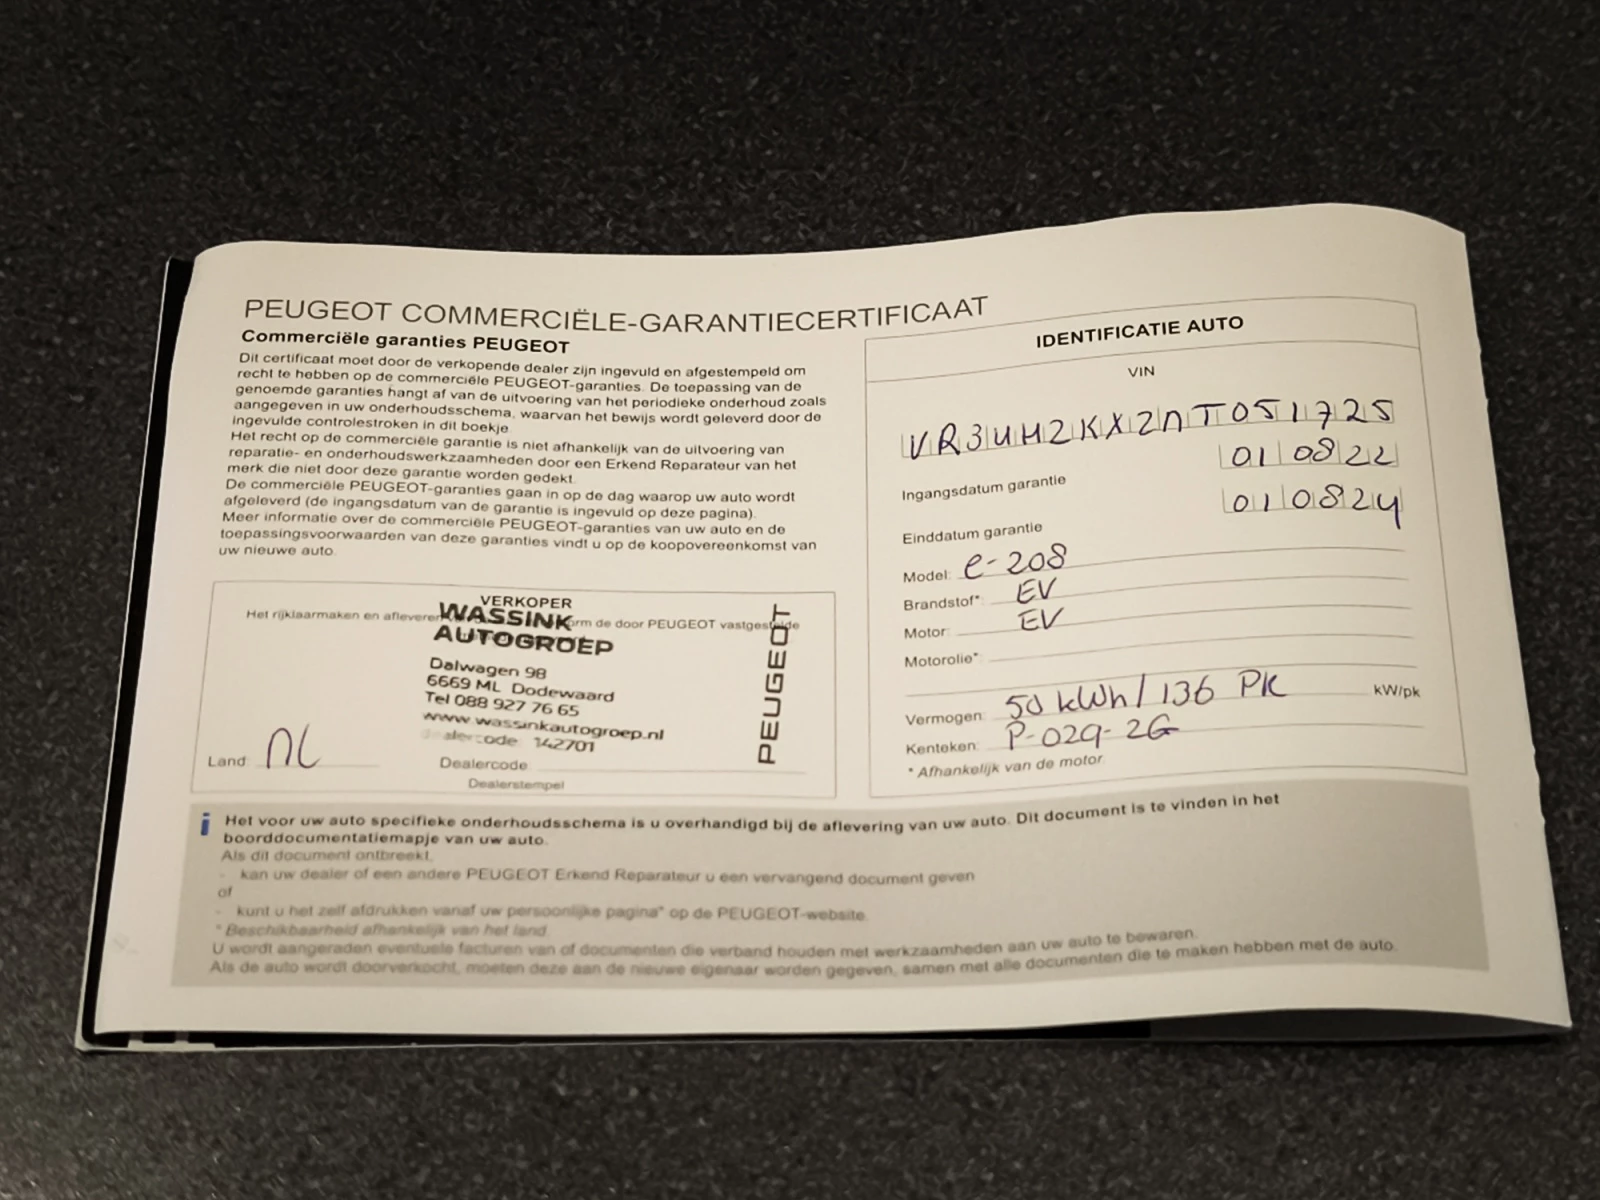 PEUGEOT COMMERCIËLE-GARANTIECERTIFICAAT
Commerciële garanties PEUGEOT
Dit certificaat moet door de verkopende dealer zijn ingevuld en afgestempeld om
recht te hebben op de commerciële PEUGEOT-garanties. De toepassing van de
genoemde garanties hangt af van de uitvoering van het periodieke onderhoud zoals
aangegeven in uw onderhoudsschema, waarvan het bewijs wordt geleverd door de
ingevulde controlestroken in dit boekje
Het recht op de commerciële garantie is niet afhankelijk van de uitvoering van
reparatie- en onderhoudswerkzaamheden door een Erkend Reparateur van het
merk die niet door deze garantie worden gedekt.
De commerciële PEUGEOT-garanties gaan in op de dag waarop uw auto wordt
afgeleverd (de ingangsdatum van de garantie is ingevuld op deze pagina).
Meer informatie over de commerciële PEUGEOT-garanties van uw auto en de
toepassingsvoorwaarden van deze garanties vindt u op de koopovereenkomst van
uw nieuwe auto.
VERKOPER
Het rijklaarmaken en afleveren door de door PEUGEOT vastgestelde
WASSINK
AUTOGROEP
Dalwagen 98
6669 ML Dodewaard
Tel 088 927 76 65
www.wassinkautogroep.nl
dealercode 142701
PEUGEOT
Land: NL
Dealercode
Dealerstempel
IDENTIFICATIE AUTO
VIN
VR3UHZKXZNT051725
Ingangsdatum garantie 010822
Einddatum garantie 010824
Model: e-208
Brandstof*: EV
Motor: EV
Motorolie*:
Vermogen: 50 kWh / 136 PK kW/pk
Kenteken: P-029-ZG
* Afhankelijk van de motor.
i Het voor uw auto specifieke onderhoudsschema is u overhandigd bij de aflevering van uw auto. Dit document is te vinden in het
boorddocumentatiemapje van uw auto.
Als dit document ontbreekt,
- kan uw dealer of een andere PEUGEOT Erkend Reparateur u een vervangend document geven
of
- kunt u het zelf afdrukken vanaf uw persoonlijke pagina* op de PEUGEOT-website.
* Beschikbaarheid afhankelijk van het land.
U wordt aangeraden eventuele facturen van of documenten die verband houden met werkzaamheden aan uw auto te bewaren.
Als de auto wordt doorverkocht, moeten deze aan de nieuwe eigenaar worden gegeven, samen met alle documenten die te maken hebben met de auto.